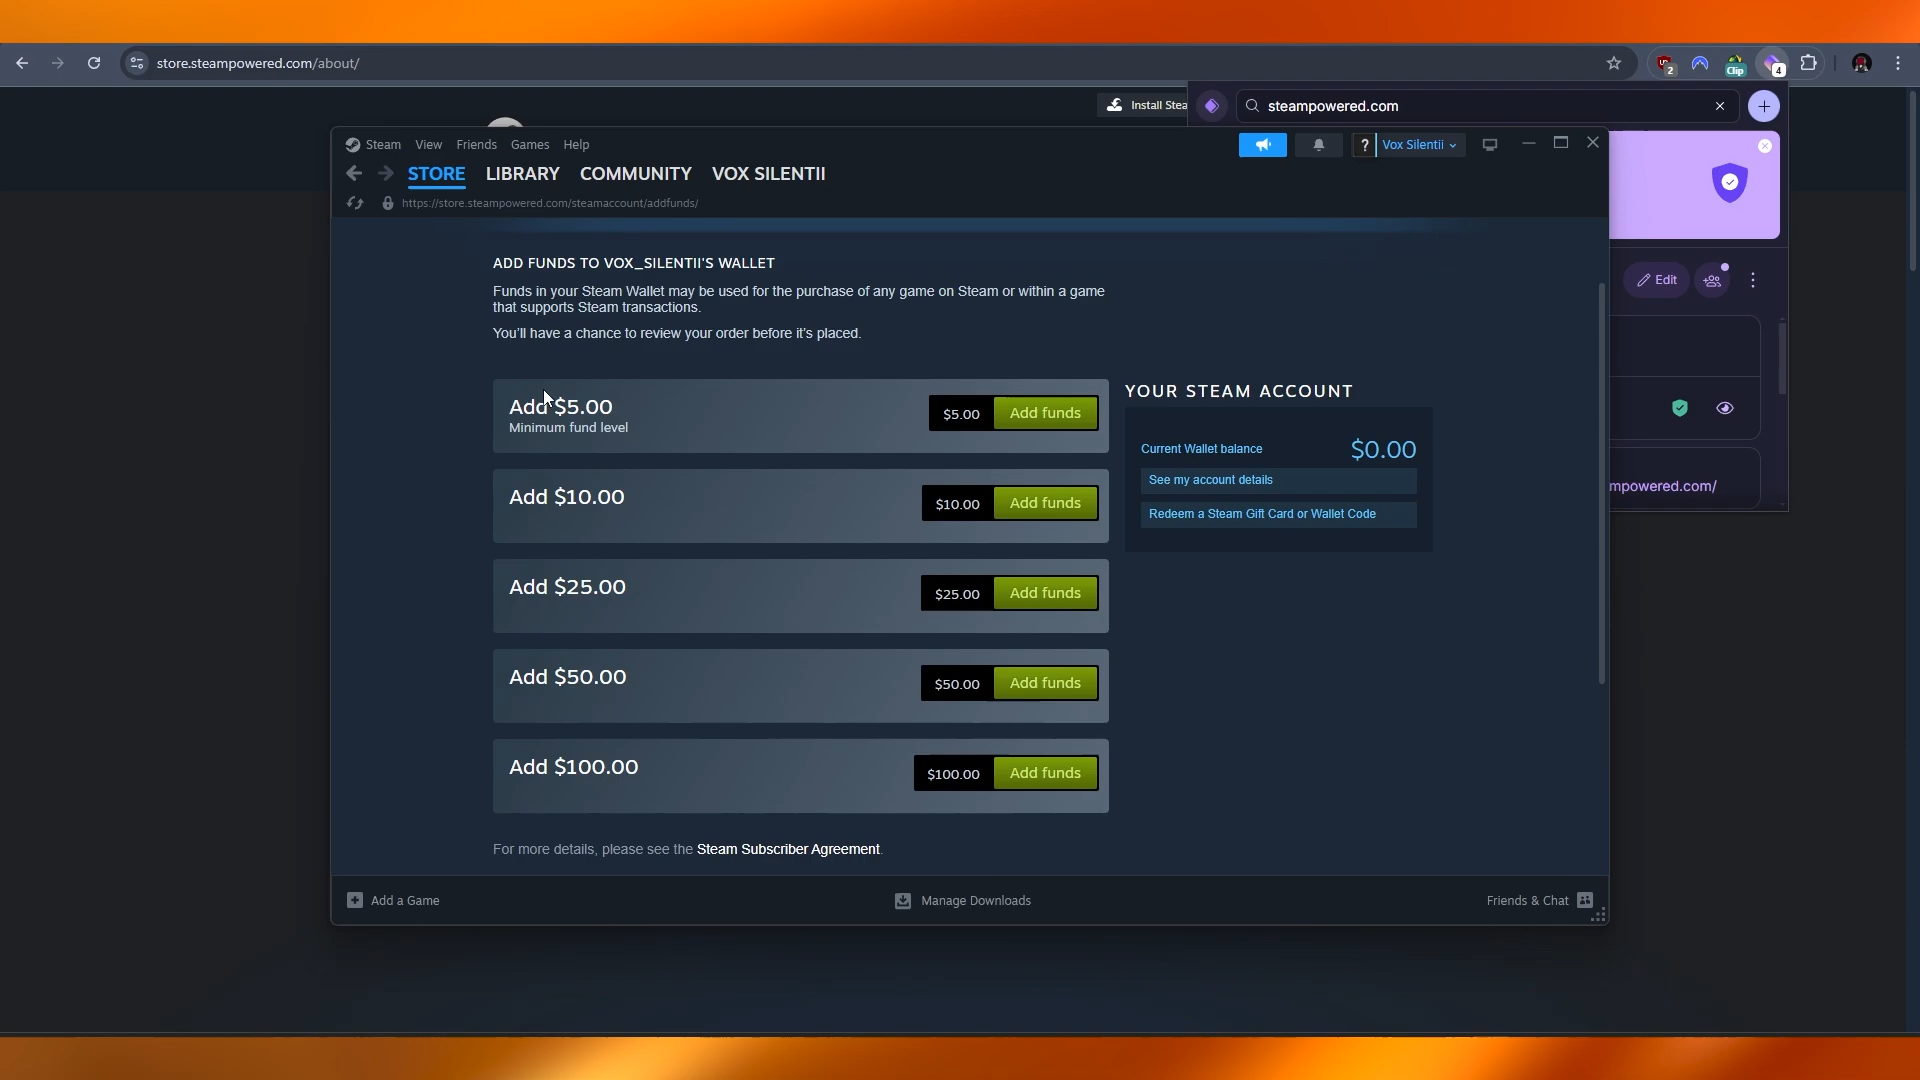 store.steampowered.com/about/
2
Clip
4
Install Stea
steampowered.com
Steam View Friends Games Help
? Vox Silentii
STORE LIBRARY COMMUNITY VOX SILENTII
https://store.steampowered.com/steamaccount/addfunds/
Edit
ADD FUNDS TO VOX_SILENTII'S WALLET
Funds in your Steam Wallet may be used for the purchase of any game on Steam or within a game
that supports Steam transactions.
You'll have a chance to review your order before it's placed.
Add $5.00
Minimum fund level
$5.00 Add funds
Add $10.00
$10.00 Add funds
Add $25.00
$25.00 Add funds
Add $50.00
$50.00 Add funds
Add $100.00
$100.00 Add funds
YOUR STEAM ACCOUNT
Current Wallet balance $0.00
See my account details
Redeem a Steam Gift Card or Wallet Code
mpowered.com/
For more details, please see the Steam Subscriber Agreement.
Add a Game
Manage Downloads
Friends & Chat